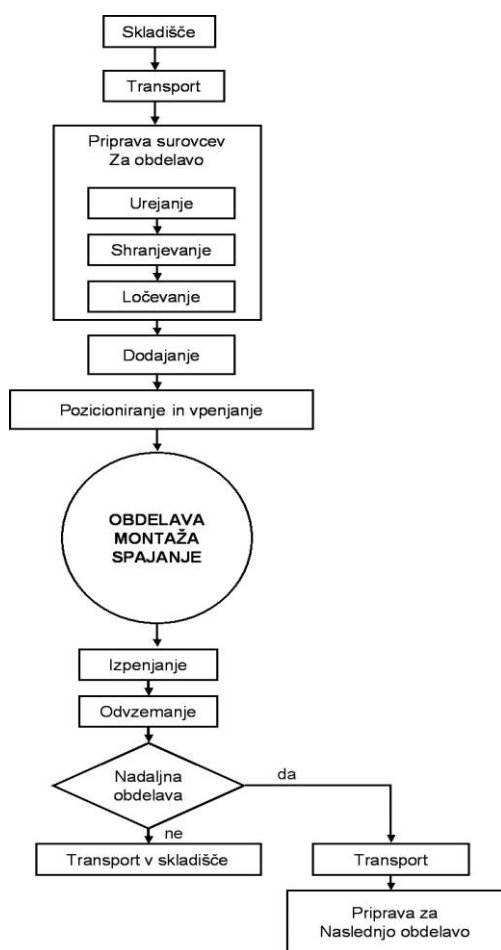 Skladišče
Transport
Priprava surovcev
Za obdelavo
Urejanje
Shranjevanje
Ločevanje
Dodajanje
Pozicioniranje in vpenjanje
OBDELAVA
MONTAŽA
SPAJANJE
Izpenjanje
Odvzemanje
Nadaljna
obdelava
da
ne
Transport v skladišče
Transport
Priprava za
Naslednjo obdelavo